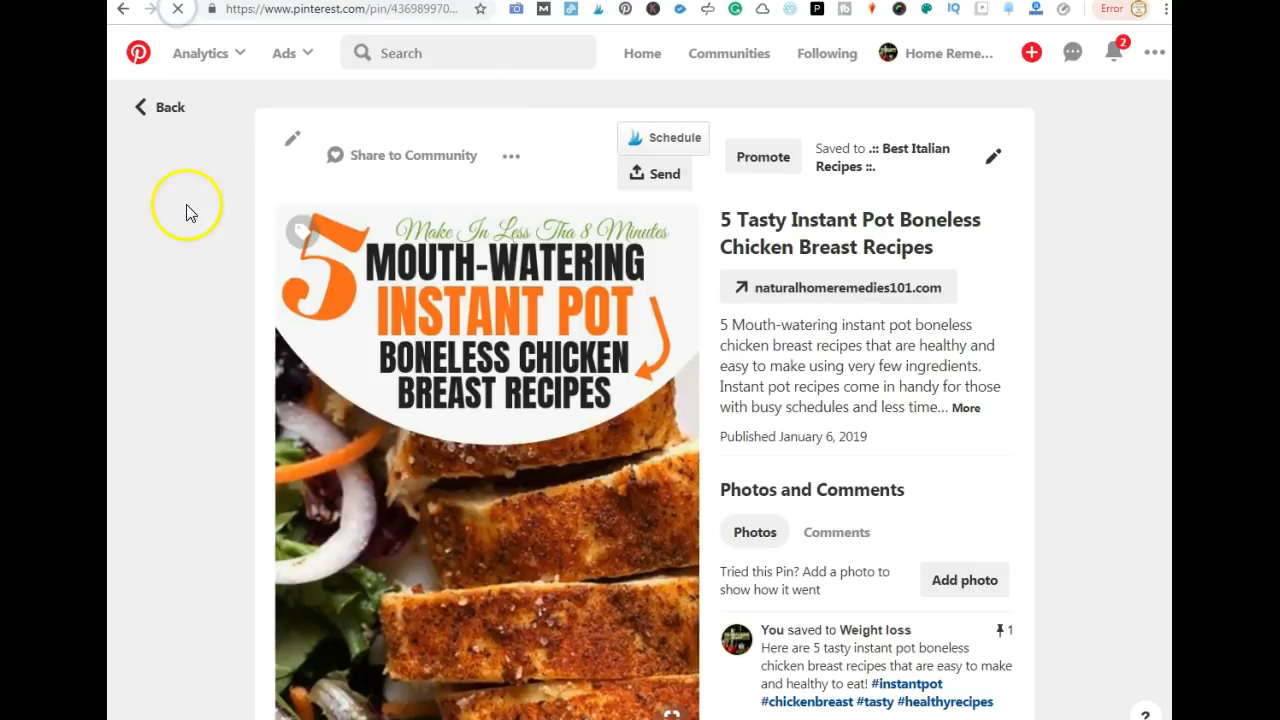 https://www.pinterest.com/pin/436989970...
Error
Analytics
Ads
Search
Home
Communities
Following
Home Reme...
2
Back
Share to Community
Schedule
Send
Promote
Saved to .:: Best Italian
Recipes ::.
Make In Less Tha 8 Minutes
5
MOUTH-WATERING
INSTANT POT
BONELESS CHICKEN
BREAST RECIPES
5 Tasty Instant Pot Boneless
Chicken Breast Recipes
naturalhomeremedies101.com
5 Mouth-watering instant pot boneless
chicken breast recipes that are healthy and
easy to make using very few ingredients.
Instant pot recipes come in handy for those
with busy schedules and less time... More
Published January 6, 2019
Photos and Comments
Photos
Comments
Tried this Pin? Add a photo to
show how it went
Add photo
You saved to Weight loss
1
Here are 5 tasty instant pot boneless
chicken breast recipes that are easy to make
and healthy to eat! #instantpot
#chickenbreast #tasty #healthyrecipes
?